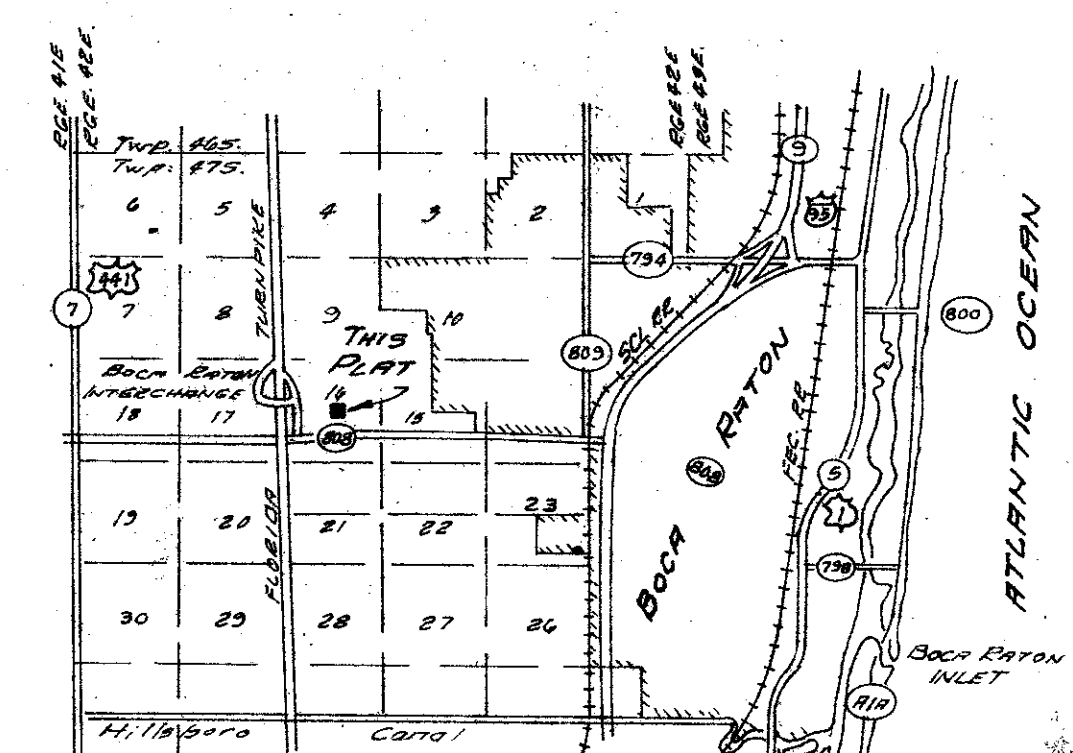 RGE. 41E
RGE. 42E.
RGE 42E
RGE 43E.
Twp. 46S.
Twp. 47S.
6
5
4
3
2
9
95
441
794
7
7
8
9
10
TURNPIKE
THIS
PLAT
809
SCL RR
800
ATLANTIC OCEAN
BOCA RATON
INTERCHANGE
18
17
16
15
808
BOCA RATON
808
FEC. RR
5
1
19
20
21
22
23
FLORIDA
798
30
29
28
27
26
BOCA RATON
INLET
A1A
Hillsboro Canal